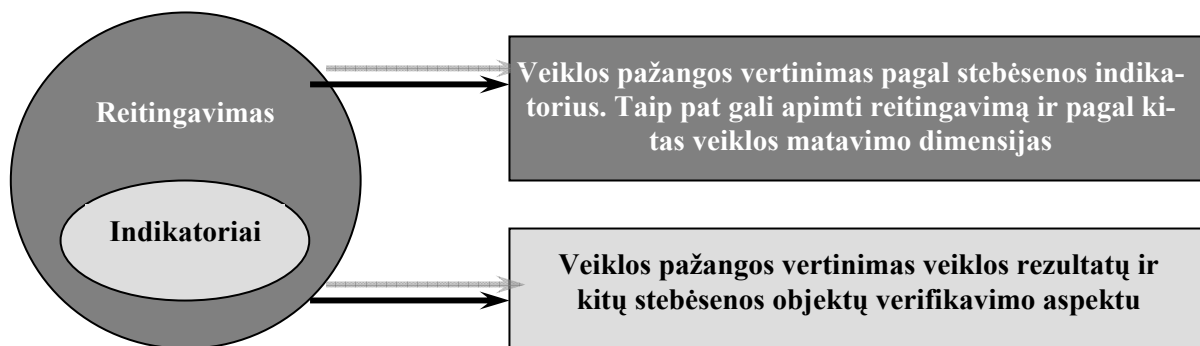 Reitingavimas
Veiklos pažangos vertinimas pagal stebėsenos indika-
torius. Taip pat gali apimti reitingavimą ir pagal ki-
tas veiklos matavimo dimensijas
Indikatoriai
Veiklos pažangos vertinimas veiklos rezultatų ir
kitų stebėsenos objektų verifikavimo aspektu